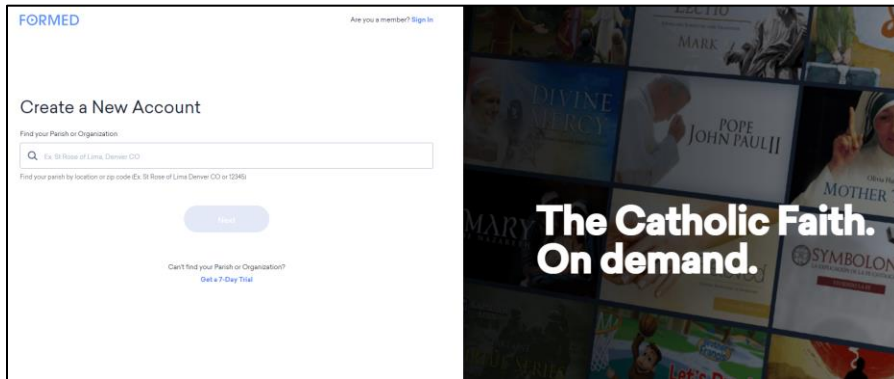 FORMED
Are you a member? Sign In
Create a New Account
Find your Parish or Organization
Ex. St Rose of Lima, Denver CO
Find your parish by location or zip code (Ex. St Rose of Lima Denver CO or 12345)
Next
Can't find your Parish or Organization?
Get a 7-Day Trial
LECTIO
MARK
DIVINE
MERCY
POPE
JOHN PAUL II
MOTHER
MARY
The Catholic Faith.
On demand.
SYMBOLON